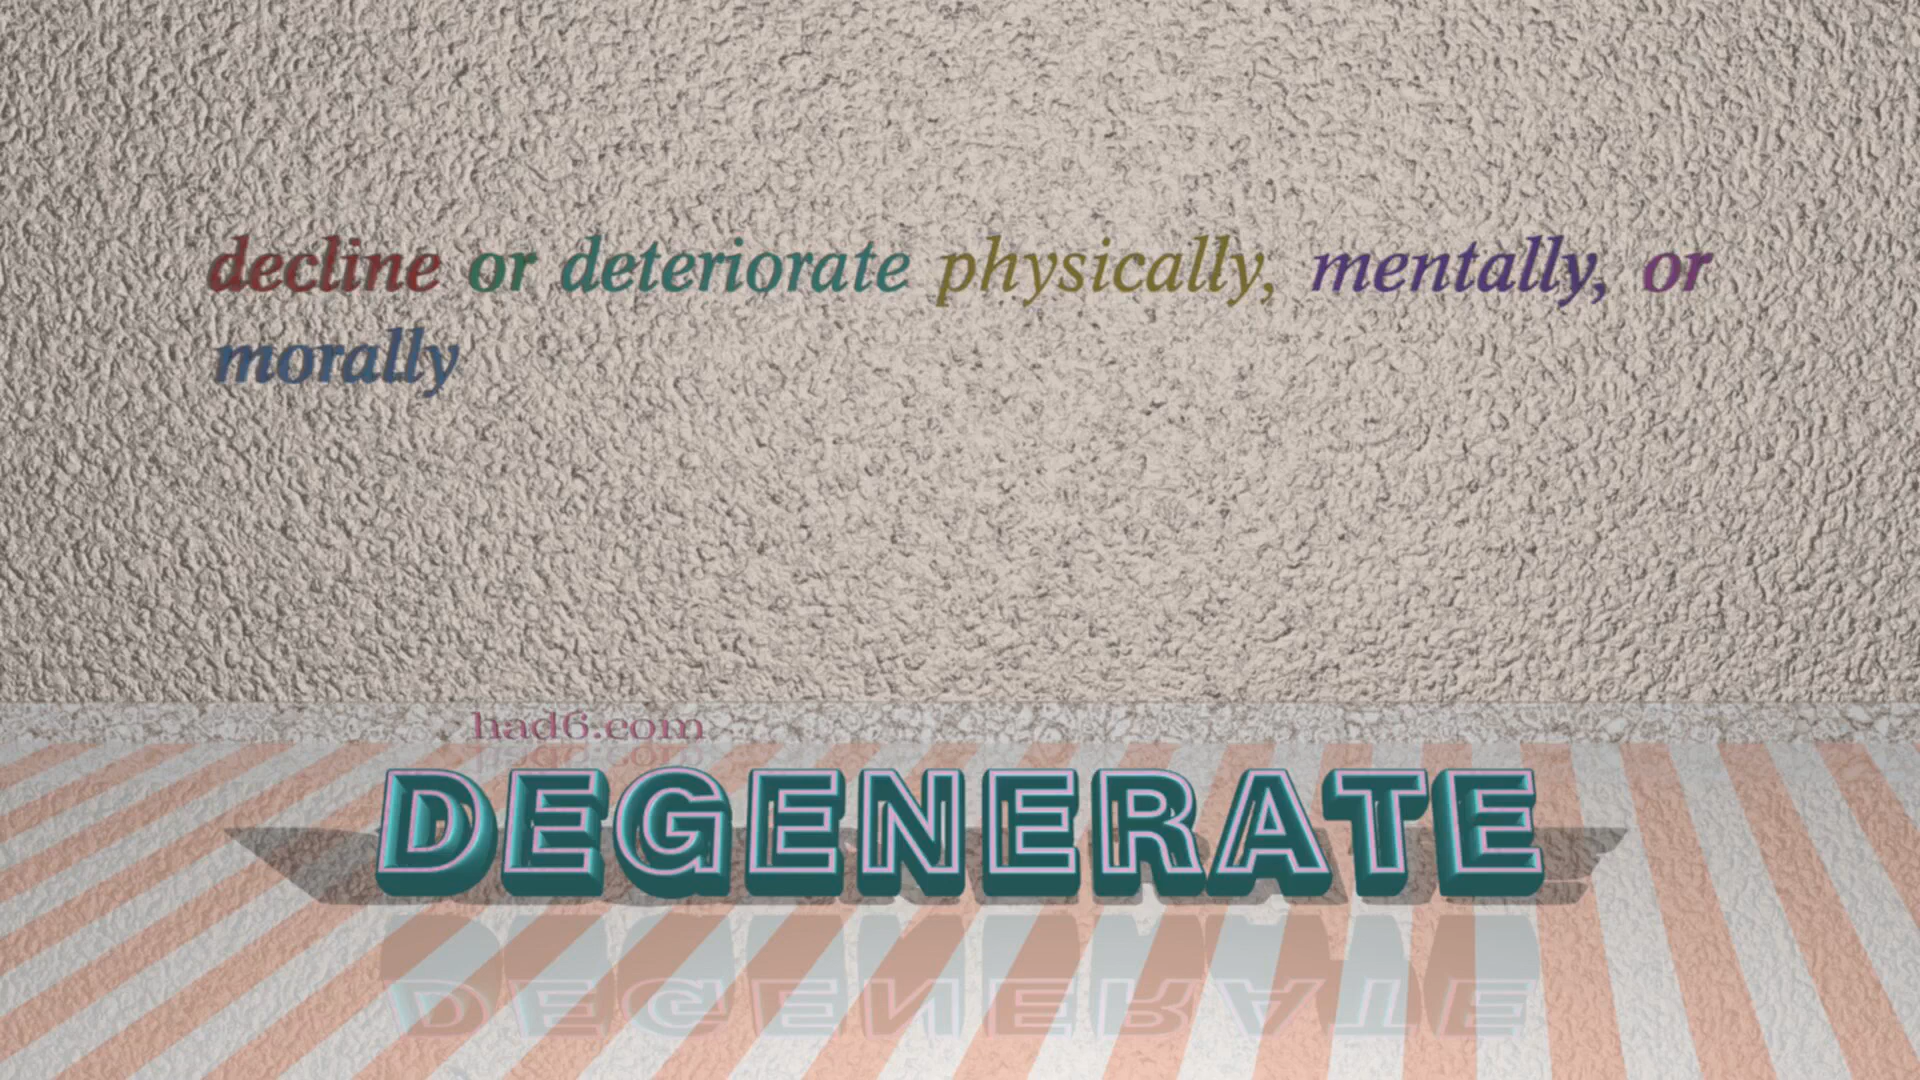 decline or deteriorate physically, mentally, or
morally
had6.com
DEGENERATE